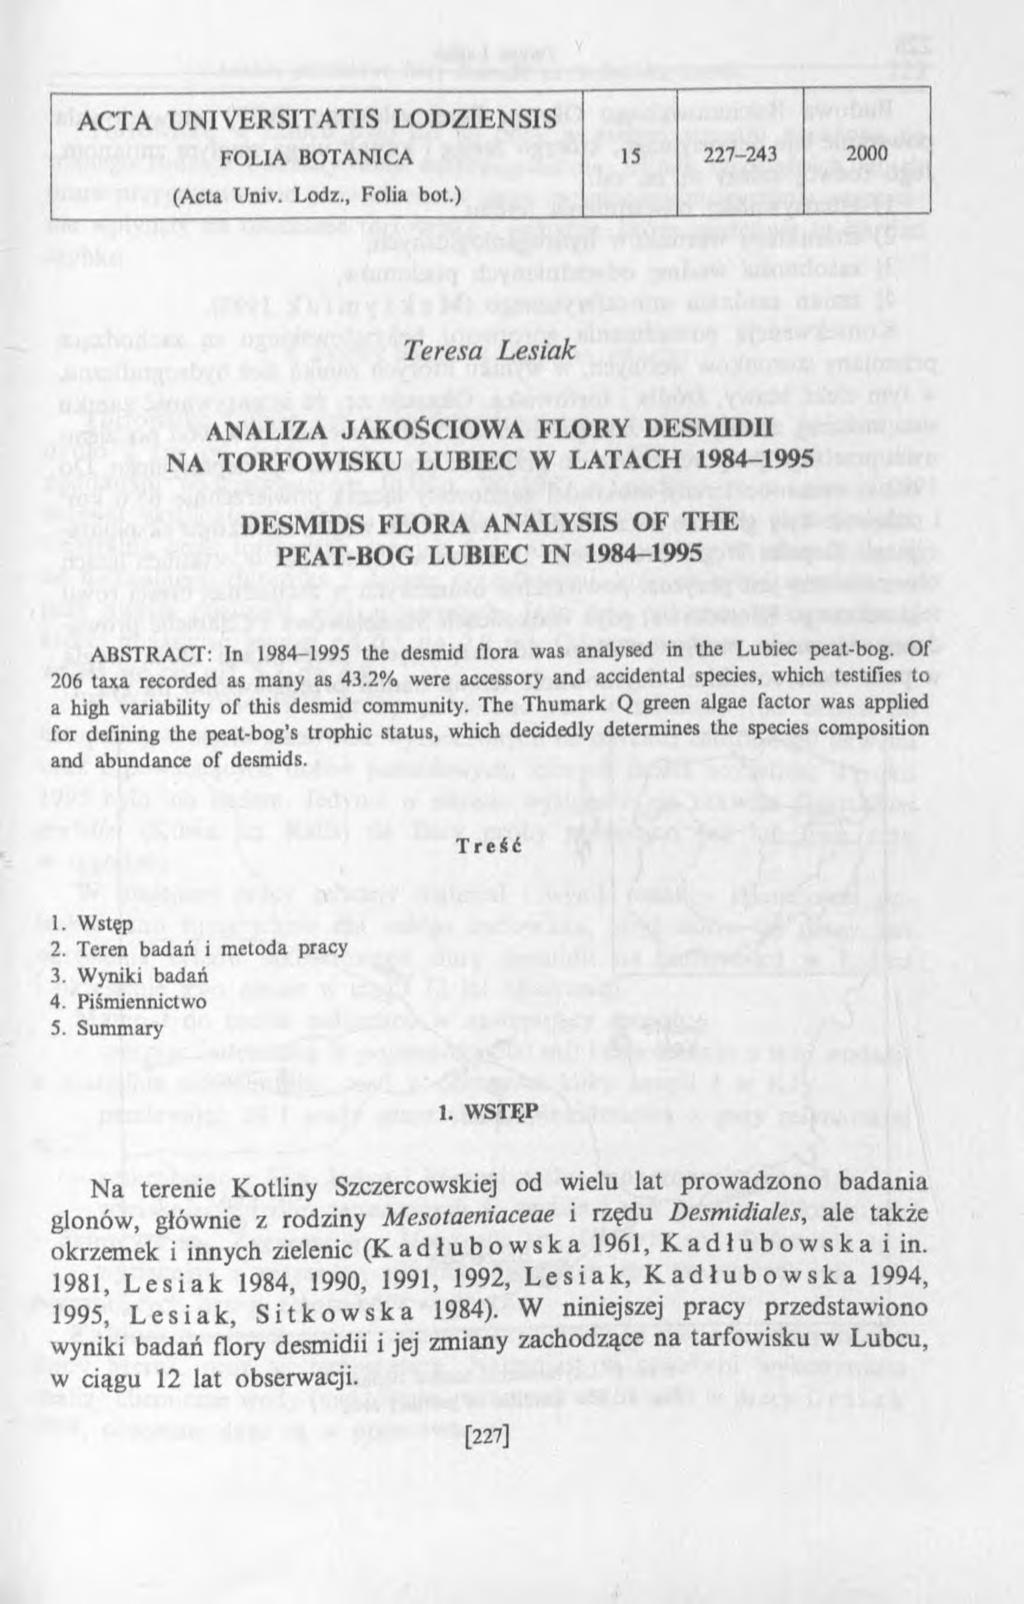 ACTA UNIVERSITATIS LODZIENSIS
FOLIA BOTANICA 15 227–243 2000
(Acta Univ. Lodz., Folia bot.)
Teresa Lesiak
ANALIZA JAKOŚCIOWA FLORY DESMIDII
NA TORFOWISKU LUBIEC W LATACH 1984–1995
DESMIDS FLORA ANALYSIS OF THE
PEAT-BOG LUBIEC IN 1984–1995
ABSTRACT: In 1984–1995 the desmid flora was analysed in the Lubiec peat-bog. Of
206 taxa recorded as many as 43.2% were accessory and accidental species, which testifies to
a high variability of this desmid community. The Thumark Q green algae factor was applied
for defining the peat-bog's trophic status, which decidedly determines the species composition
and abundance of desmids.
Treść
1. Wstęp
2. Teren badań i metoda pracy
3. Wyniki badań
4. Piśmiennictwo
5. Summary
1. WSTĘP
Na terenie Kotliny Szczercowskiej od wielu lat prowadzono badania
glonów, głównie z rodziny Mesotaeniaceae i rzędu Desmidiales, ale także
okrzemek i innych zielenic (Kadłubowska 1961, Kadłubowska i in.
1981, Lesiak 1984, 1990, 1991, 1992, Lesiak, Kadłubowska 1994,
1995, Lesiak, Sitkowska 1984). W niniejszej pracy przedstawiono
wyniki badań flory desmidii i jej zmiany zachodzące na tarfowisku w Lubcu,
w ciągu 12 lat obserwacji.
[227]